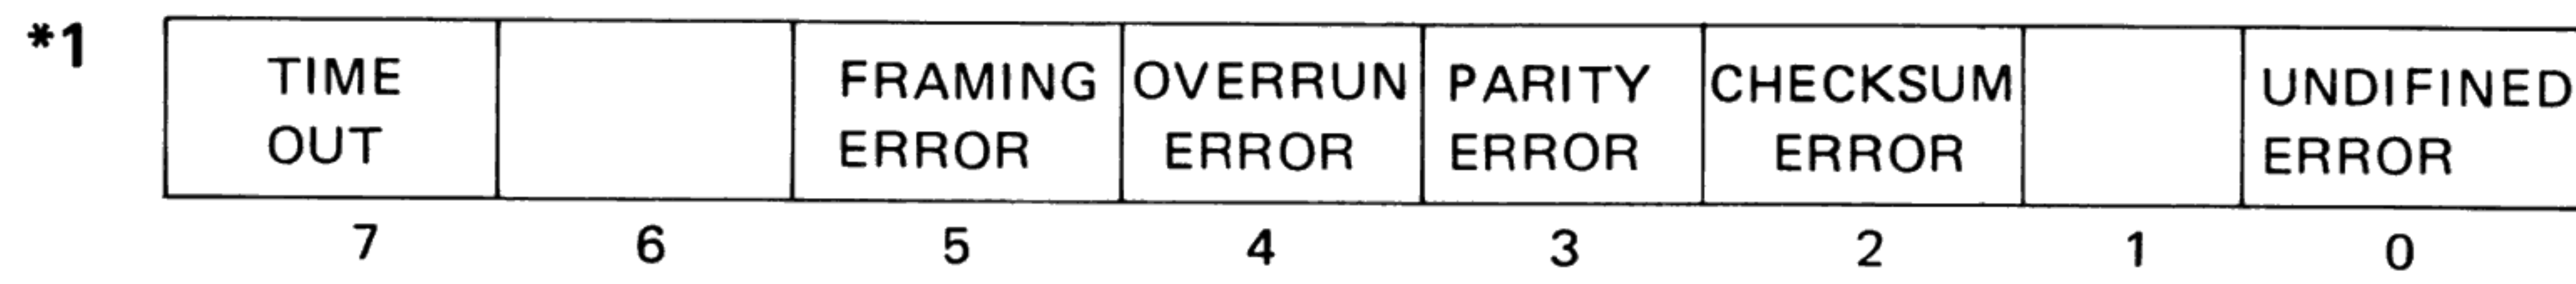 *1
TIME FRAMING OVERRUN PARITY CHECKSUM UNDIFINED
OUT ERROR ERROR ERROR ERROR ERROR
7 6 5 4 3 2 1 0